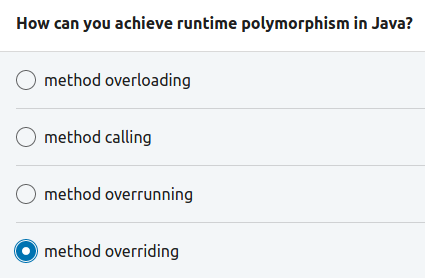 How can you achieve runtime polymorphism in Java?
method overloading
method calling
method overrunning
method overriding